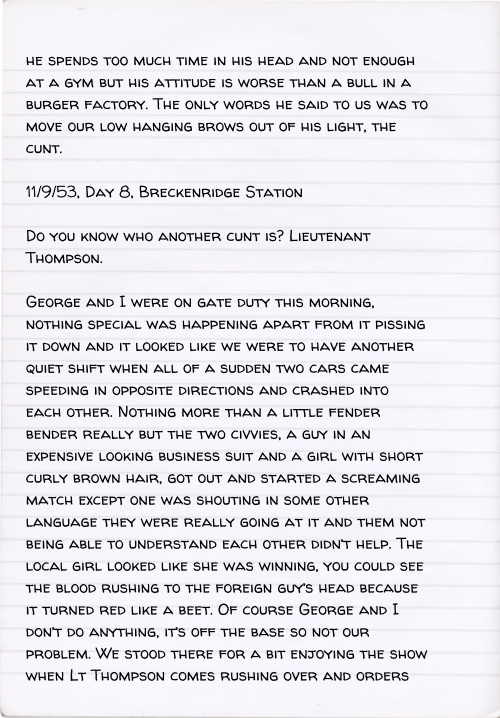 HE SPENDS TOO MUCH TIME IN HIS HEAD AND NOT ENOUGH
AT A GYM BUT HIS ATTITUDE IS WORSE THAN A BULL IN A
BURGER FACTORY. THE ONLY WORDS HE SAID TO US WAS TO
MOVE OUR LOW HANGING BROWS OUT OF HIS LIGHT, THE
CUNT.
11/9/53, DAY 8, BRECKENRIDGE STATION
DO YOU KNOW WHO ANOTHER CUNT IS? LIEUTENANT
THOMPSON.
GEORGE AND I WERE ON GATE DUTY THIS MORNING,
NOTHING SPECIAL WAS HAPPENING APART FROM IT PISSING
IT DOWN AND IT LOOKED LIKE WE WERE TO HAVE ANOTHER
QUIET SHIFT WHEN ALL OF A SUDDEN TWO CARS CAME
SPEEDING IN OPPOSITE DIRECTIONS AND CRASHED INTO
EACH OTHER. NOTHING MORE THAN A LITTLE FENDER
BENDER REALLY BUT THE TWO CIVVIES, A GUY IN AN
EXPENSIVE LOOKING BUSINESS SUIT AND A GIRL WITH SHORT
CURLY BROWN HAIR, GOT OUT AND STARTED A SCREAMING
MATCH EXCEPT ONE WAS SHOUTING IN SOME OTHER
LANGUAGE THEY WERE REALLY GOING AT IT AND THEM NOT
BEING ABLE TO UNDERSTAND EACH OTHER DIDN'T HELP. THE
LOCAL GIRL LOOKED LIKE SHE WAS WINNING, YOU COULD SEE
THE BLOOD RUSHING TO THE FOREIGN GUY'S HEAD BECAUSE
IT TURNED RED LIKE A BEET. OF COURSE GEORGE AND I
DON'T DO ANYTHING, IT'S OFF THE BASE SO NOT OUR
PROBLEM. WE STOOD THERE FOR A BIT ENJOYING THE SHOW
WHEN LT THOMPSON COMES RUSHING OVER AND ORDERS